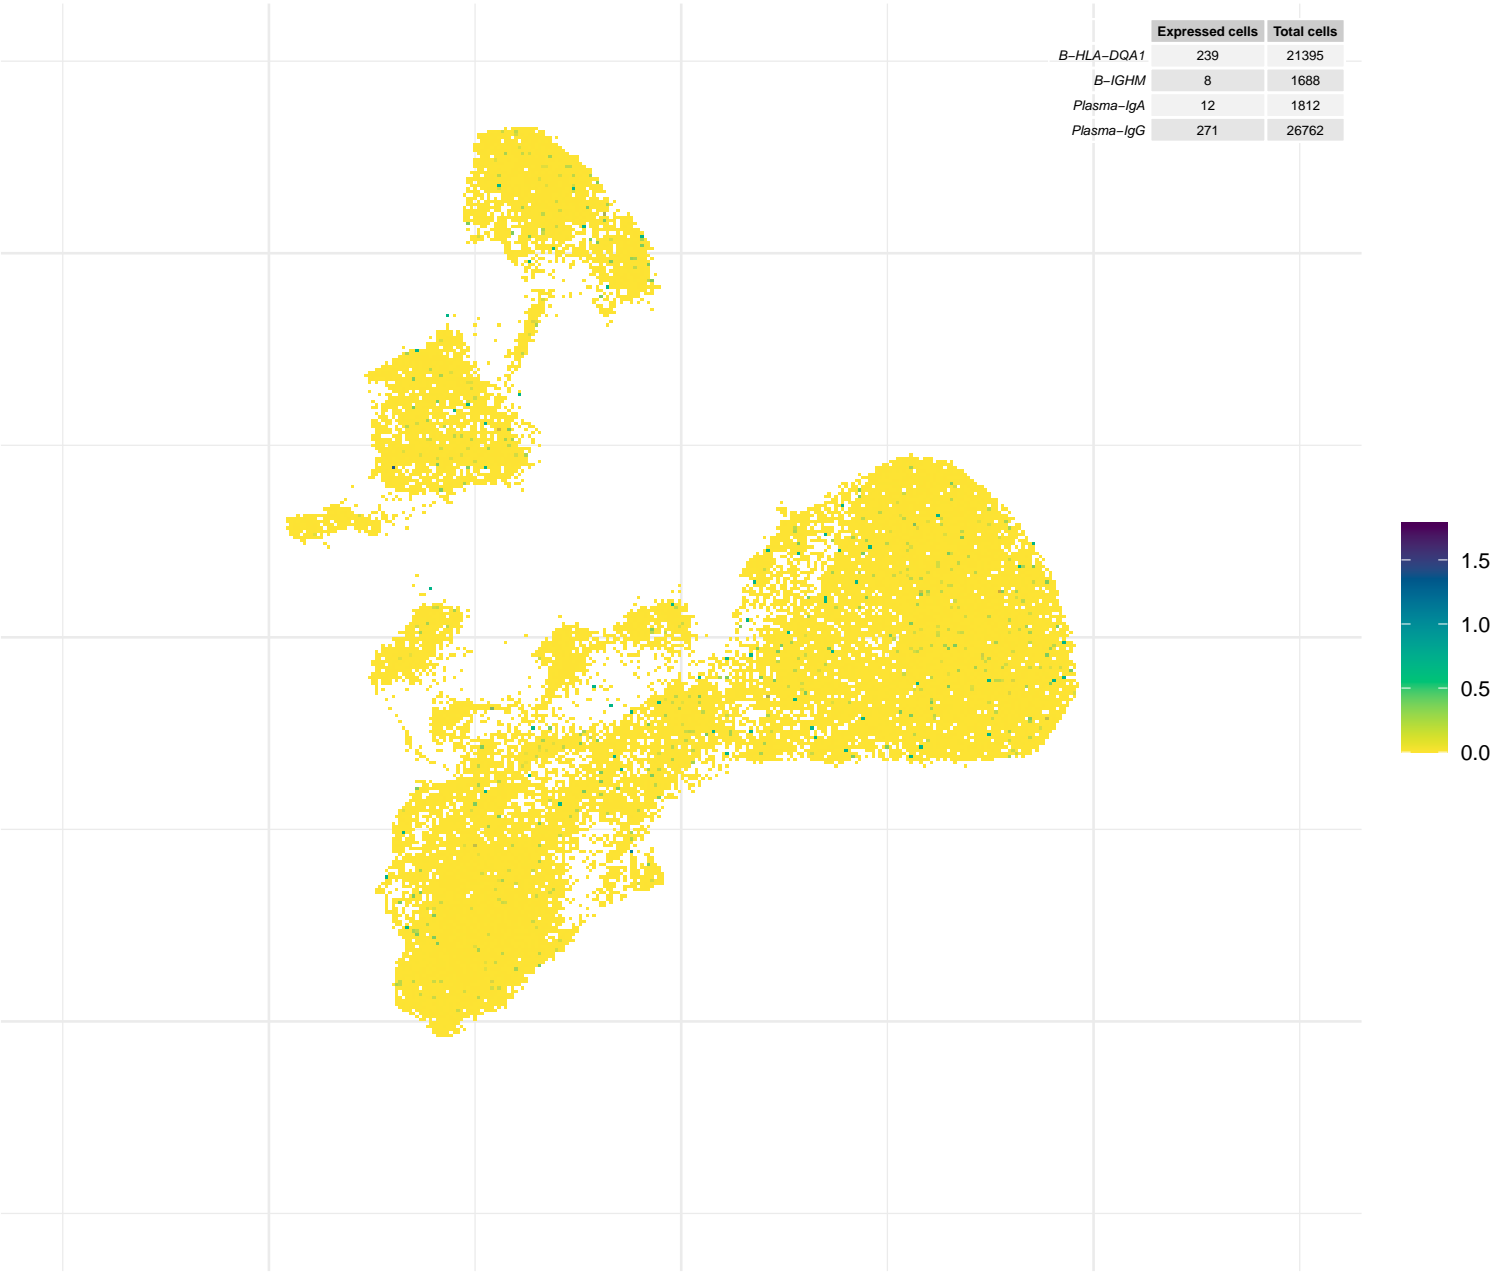 Expressed cells Total cells
B−HLA−DQA1 239 21395
B−IGHM 8 1688
Plasma−IgA 12 1812
Plasma−IgG 271 26762
1.5
1.0
0.5
0.0